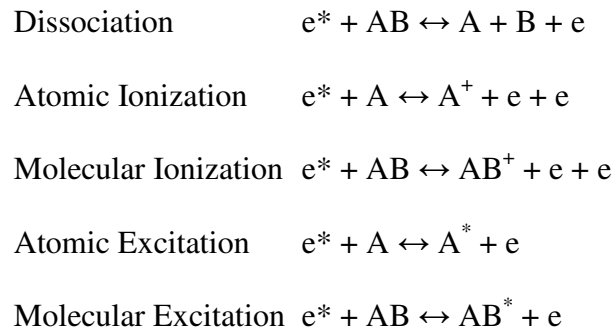 Dissociation e* + AB ↔ A + B + e
Atomic Ionization e* + A ↔ A⁺ + e + e
Molecular Ionization e* + AB ↔ AB⁺ + e + e
Atomic Excitation e* + A ↔ A* + e
Molecular Excitation e* + AB ↔ AB* + e